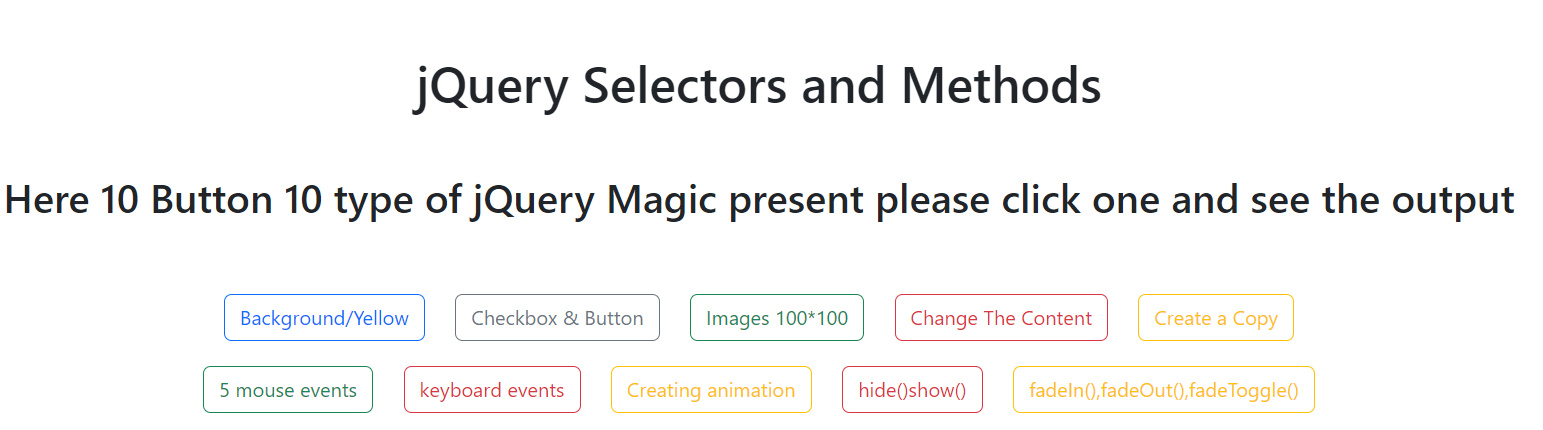 jQuery Selectors and Methods
Here 10 Button 10 type of jQuery Magic present please click one and see the output
Background/Yellow Checkbox & Button Images 100*100 Change The Content Create a Copy
5 mouse events keyboard events Creating animation hide()show() fadeIn(),fadeOut(),fadeToggle()